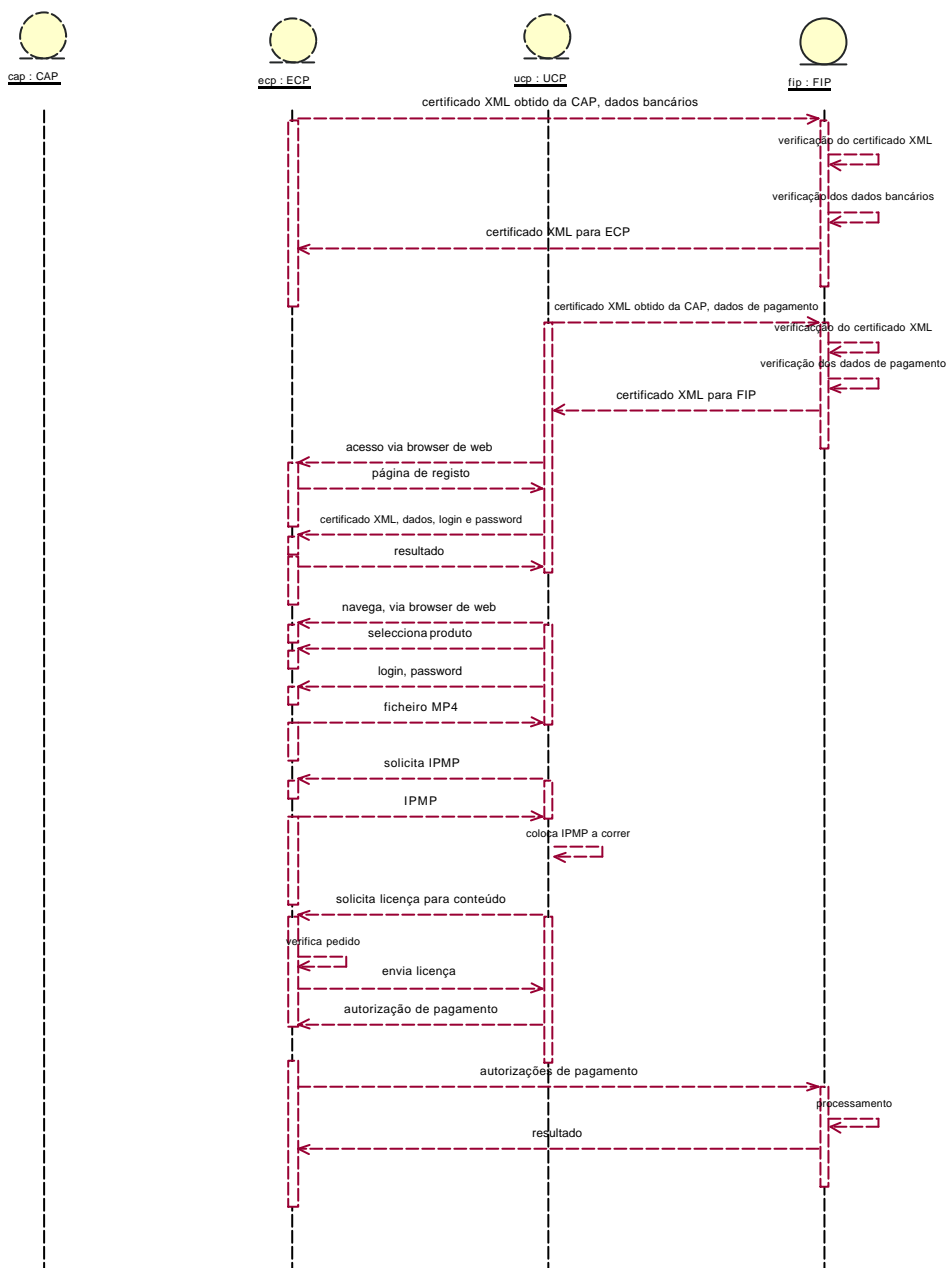 cap : CAP
ecp : ECP
ucp : UCP
fip : FIP
certificado XML obtido da CAP, dados bancários
verificação do certificado XML
verificação dos dados bancários
certificado XML para ECP
certificado XML obtido da CAP, dados de pagamento
verificacção do certificado XML
verificação dos dados de pagamento
certificado XML para FIP
acesso via browser de web
página de registo
certificado XML, dados, login e password
resultado
navega, via browser de web
selecciona produto
login, password
ficheiro MP4
solicita IPMP
IPMP
coloca IPMP a correr
solicita licença para conteúdo
verifica pedido
envia licença
autorização de pagamento
autorizações de pagamento
processamento
resultado